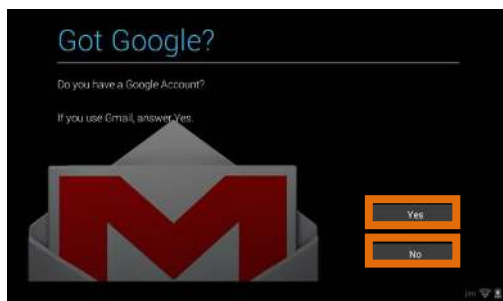 Got Google?
Do you have a Google Account?
If you use Gmail, answer Yes.
Yes
No